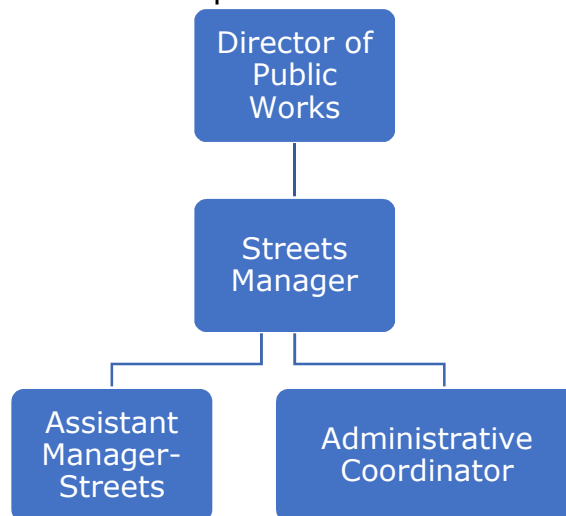 Director of
Public
Works
Streets
Manager
Assistant
Manager-
Streets
Administrative
Coordinator